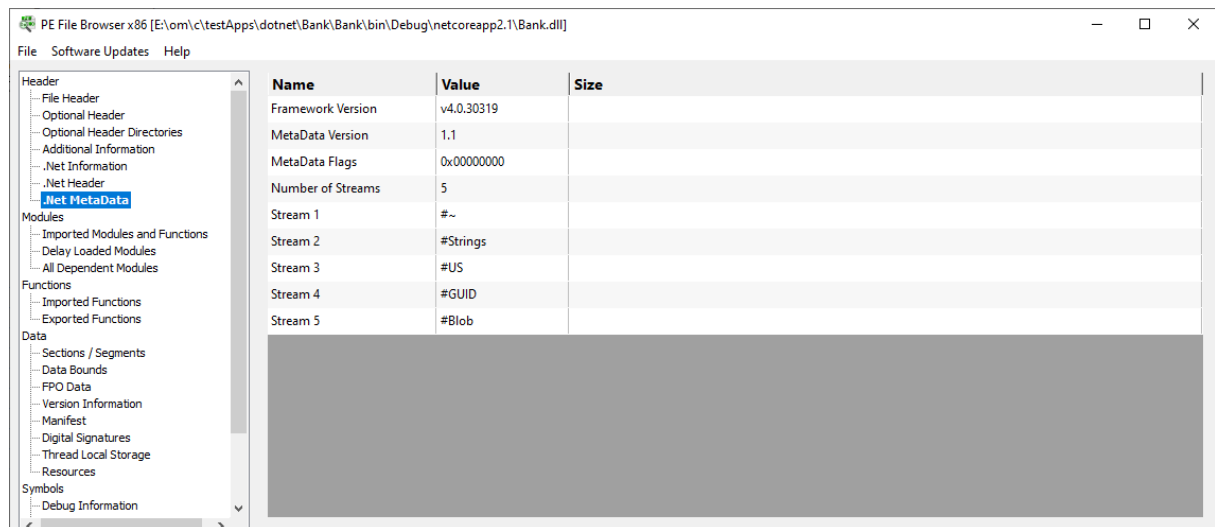 PE File Browser x86 [E:\om\c\testApps\dotnet\Bank\Bank\bin\Debug\netcoreapp2.1\Bank.dll]
File Software Updates Help
Header
File Header
Optional Header
Optional Header Directories
Additional Information
.Net Information
.Net Header
.Net MetaData
Modules
Imported Modules and Functions
Delay Loaded Modules
All Dependent Modules
Functions
Imported Functions
Exported Functions
Data
Sections / Segments
Data Bounds
FPO Data
Version Information
Manifest
Digital Signatures
Thread Local Storage
Resources
Symbols
Debug Information
Name Value Size
Framework Version v4.0.30319
MetaData Version 1.1
MetaData Flags 0x00000000
Number of Streams 5
Stream 1 #~
Stream 2 #Strings
Stream 3 #US
Stream 4 #GUID
Stream 5 #Blob